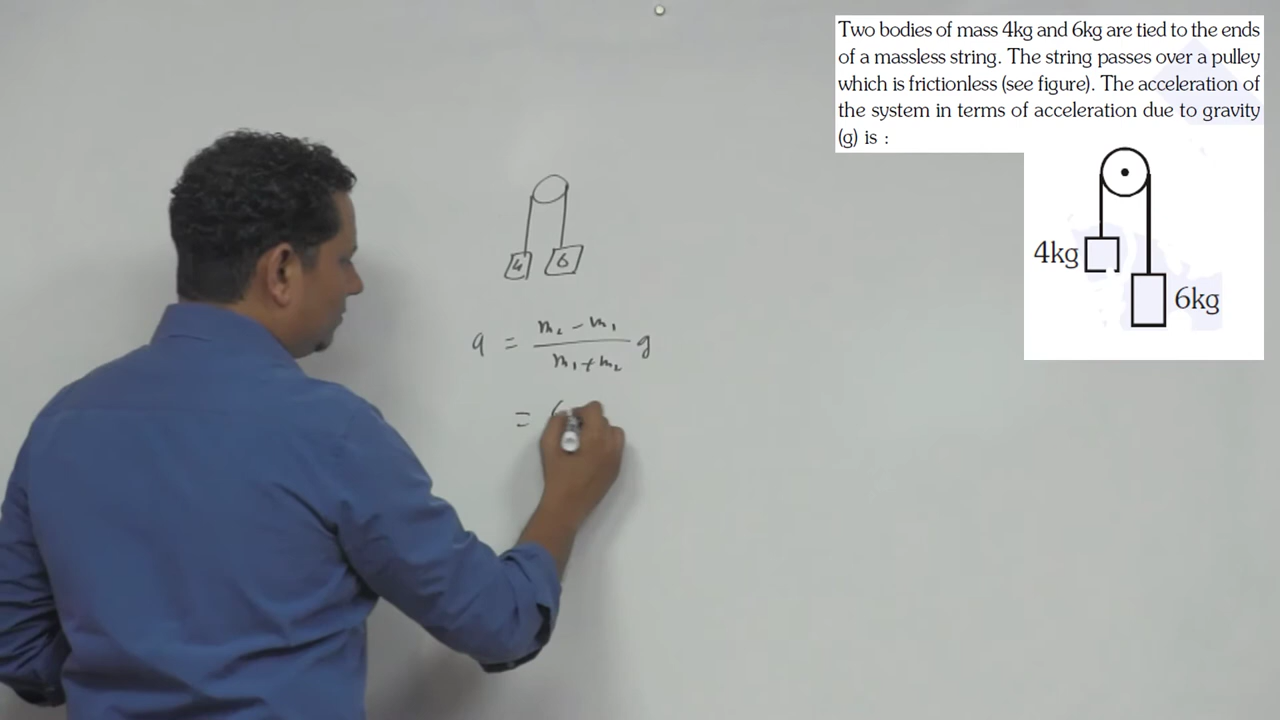 Two bodies of mass 4kg and 6kg are tied to the ends
of a massless string. The string passes over a pulley
which is frictionless (see figure). The acceleration of
the system in terms of acceleration due to gravity
(g) is :
4kg
6kg
4 6
a = m₂ - m₁ / m₁ + m₂ g
=